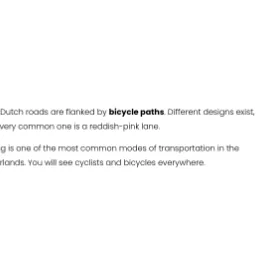 Dutch roads are flanked by bicycle paths. Different designs exist,
very common one is a reddish-pink lane.
g is one of the most common modes of transportation in the
rlands. You will see cyclists and bicycles everywhere.